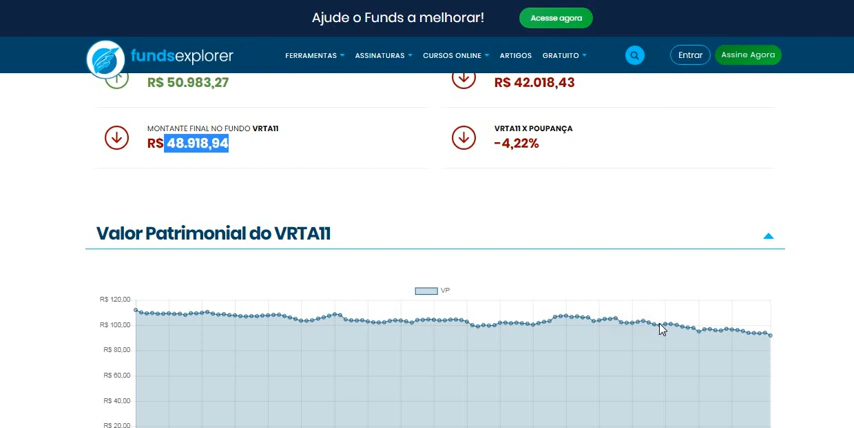 Ajude o Funds a melhorar!
Acesse agora
fundsexplorer
FERRAMENTAS
ASSINATURAS
CURSOS ONLINE
ARTIGOS
GRATUITO
Entrar
Assine Agora
R$ 50.983,27
R$ 42.018,43
MONTANTE FINAL NO FUNDO VRTA11
R$ 48.918,94
VRTA11 X POUPANÇA
-4,22%
Valor Patrimonial do VRTA11
VP
R$ 120,00
R$ 100,00
R$ 80,00
R$ 60,00
R$ 40,00
R$ 20,00